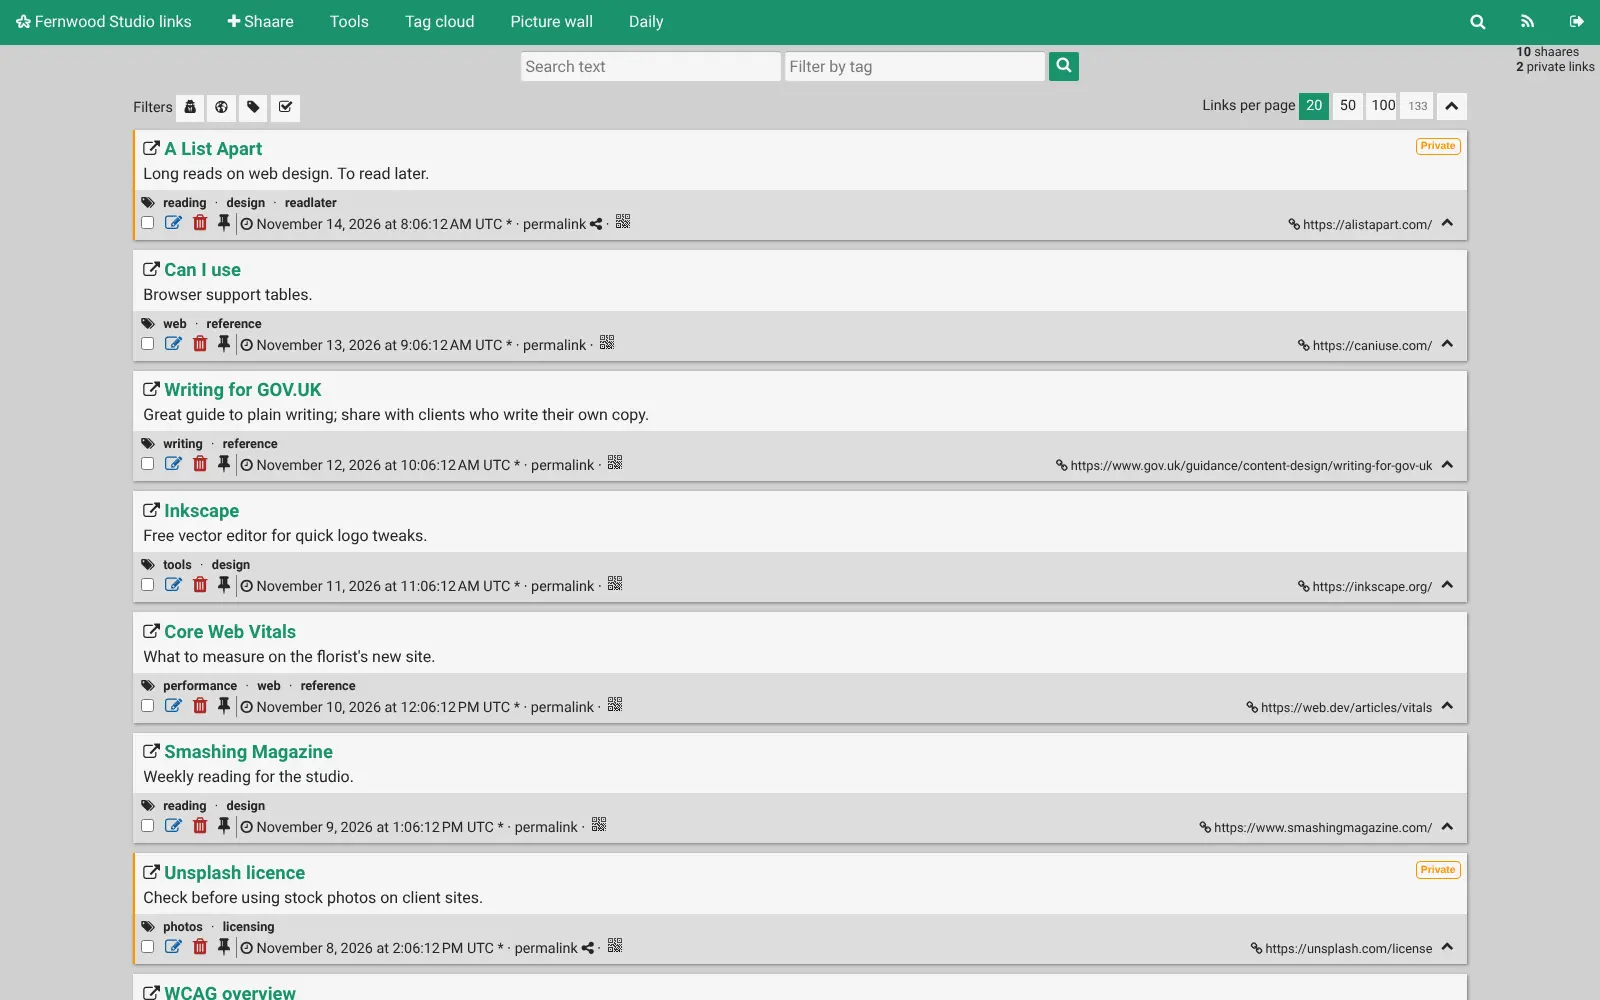 Fernwood Studio links Shaare Tools Tag cloud Picture wall Daily
10 shaares
2 private links
Search text Filter by tag
Filters Links per page 20 50 100 133
A List Apart Private
Long reads on web design. To read later.
reading · design · readlater
November 14, 2026 at 8:06:12 AM UTC * · permalink · https://alistapart.com/
Can I use
Browser support tables.
web · reference
November 13, 2026 at 9:06:12 AM UTC * · permalink · https://caniuse.com/
Writing for GOV.UK
Great guide to plain writing; share with clients who write their own copy.
writing · reference
November 12, 2026 at 10:06:12 AM UTC * · permalink · https://www.gov.uk/guidance/content-design/writing-for-gov-uk
Inkscape
Free vector editor for quick logo tweaks.
tools · design
November 11, 2026 at 11:06:12 AM UTC * · permalink · https://inkscape.org/
Core Web Vitals
What to measure on the florist's new site.
performance · web · reference
November 10, 2026 at 12:06:12 PM UTC * · permalink · https://web.dev/articles/vitals
Smashing Magazine
Weekly reading for the studio.
reading · design
November 9, 2026 at 1:06:12 PM UTC * · permalink · https://www.smashingmagazine.com/
Unsplash licence Private
Check before using stock photos on client sites.
photos · licensing
November 8, 2026 at 2:06:12 PM UTC * · permalink · https://unsplash.com/license
WCAG overview